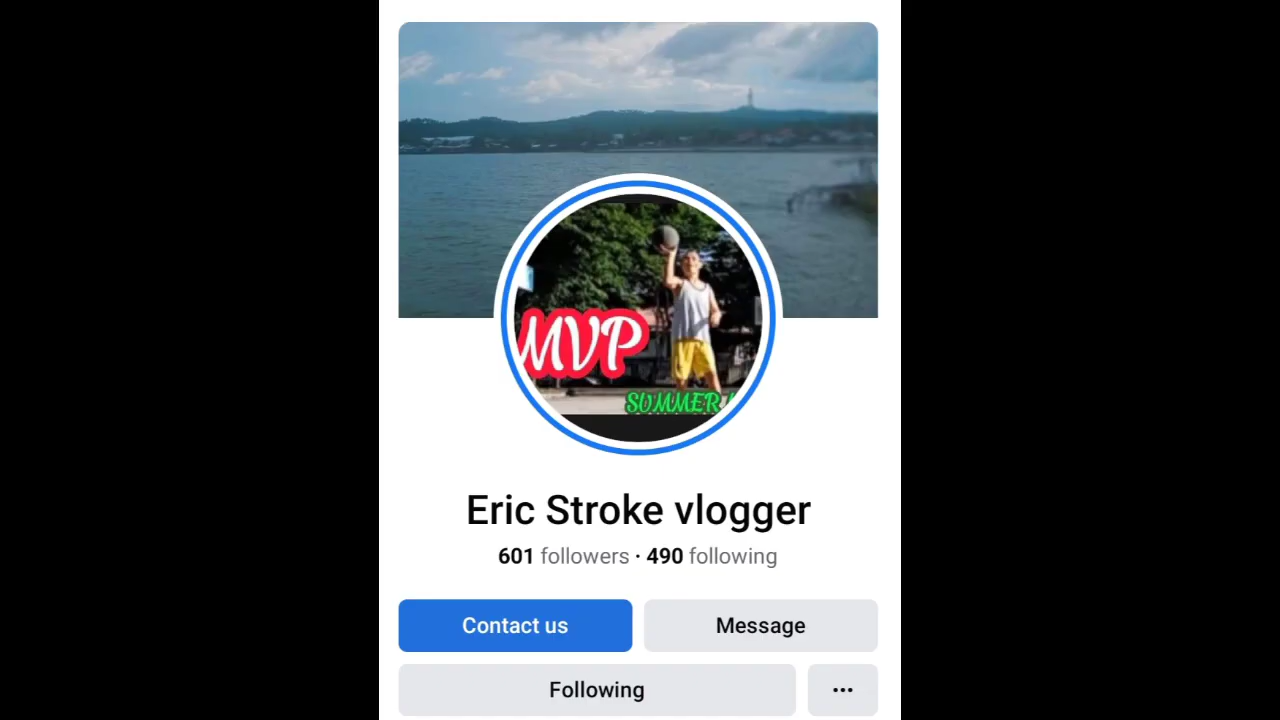 MVP
SUMMER
Eric Stroke vlogger
601 followers · 490 following
Contact us
Message
Following